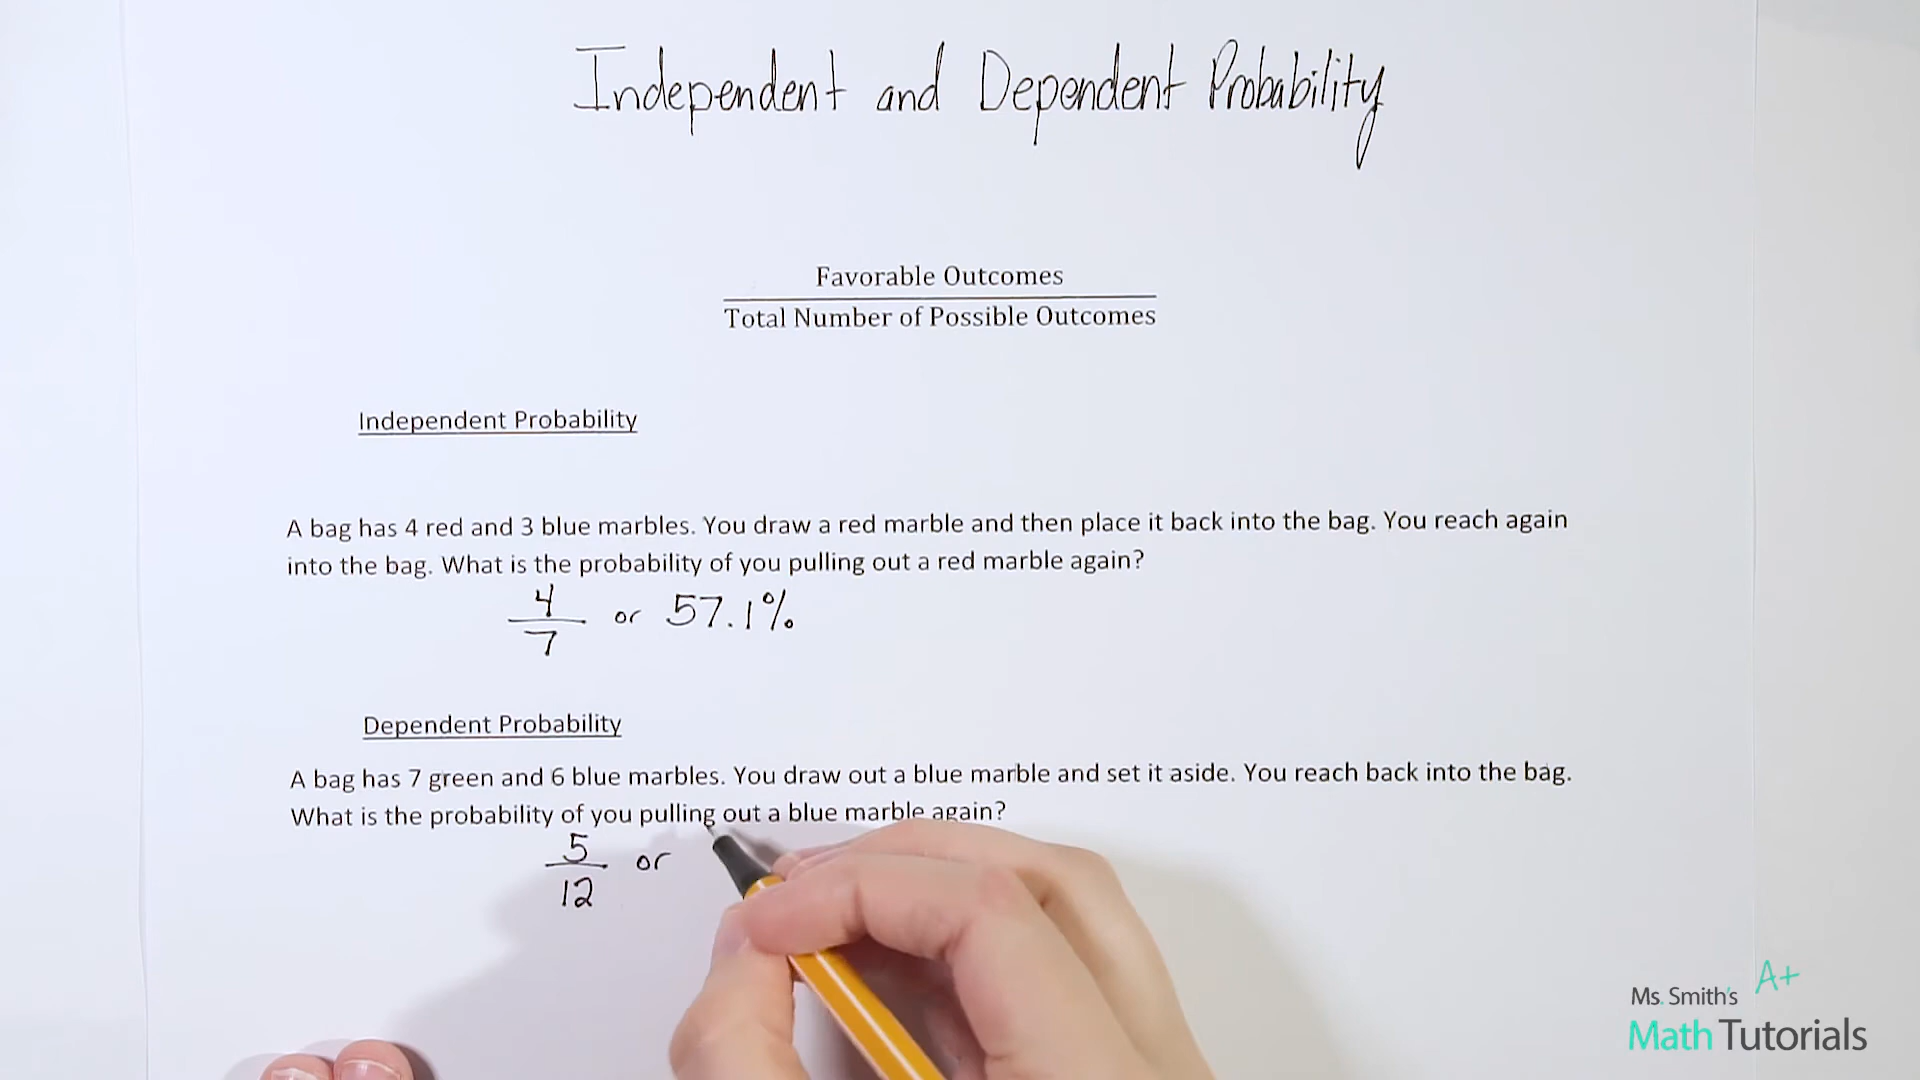 Independent and Dependent Probability
Favorable Outcomes
Total Number of Possible Outcomes
Independent Probability
A bag has 4 red and 3 blue marbles. You draw a red marble and then place it back into the bag. You reach again
into the bag. What is the probability of you pulling out a red marble again?
4
7
or 57.1%
Dependent Probability
A bag has 7 green and 6 blue marbles. You draw out a blue marble and set it aside. You reach back into the bag.
What is the probability of you pulling out a blue marble again?
5
12
or
Ms. Smith's A+
Math Tutorials